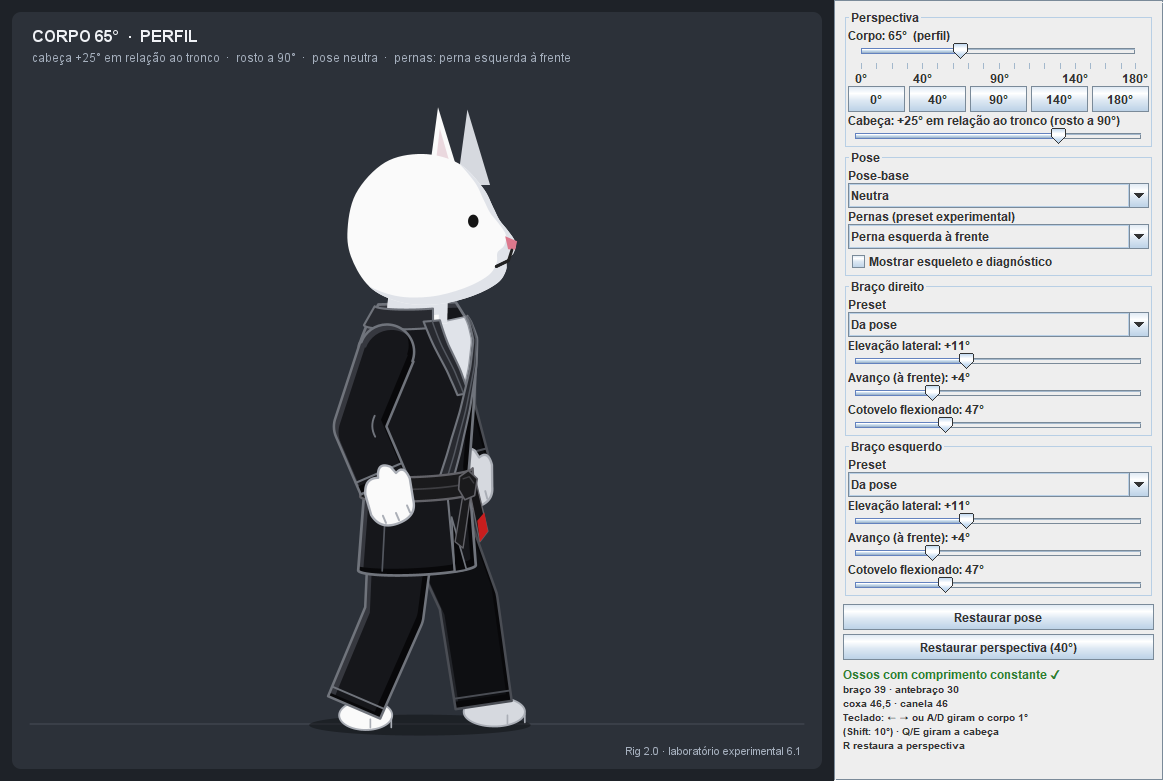 CORPO 65° · PERFIL
cabeça +25° em relação ao tronco · rosto a 90° · pose neutra · pernas: perna esquerda à frente
Rig 2.0 · laboratório experimental 6.1
Perspectiva
Corpo: 65° (perfil)
0° 40° 90° 140° 180°
0° 40° 90° 140° 180°
Cabeça: +25° em relação ao tronco (rosto a 90°)
Pose
Pose-base
Neutra
Pernas (preset experimental)
Perna esquerda à frente
Mostrar esqueleto e diagnóstico
Braço direito
Preset
Da pose
Elevação lateral: +11°
Avanço (à frente): +4°
Cotovelo flexionado: 47°
Braço esquerdo
Preset
Da pose
Elevação lateral: +11°
Avanço (à frente): +4°
Cotovelo flexionado: 47°
Restaurar pose
Restaurar perspectiva (40°)
Ossos com comprimento constante ✓
braço 39 · antebraço 30
coxa 46,5 · canela 46
Teclado: ← → ou A/D giram o corpo 1°
(Shift: 10°) · Q/E giram a cabeça
R restaura a perspectiva